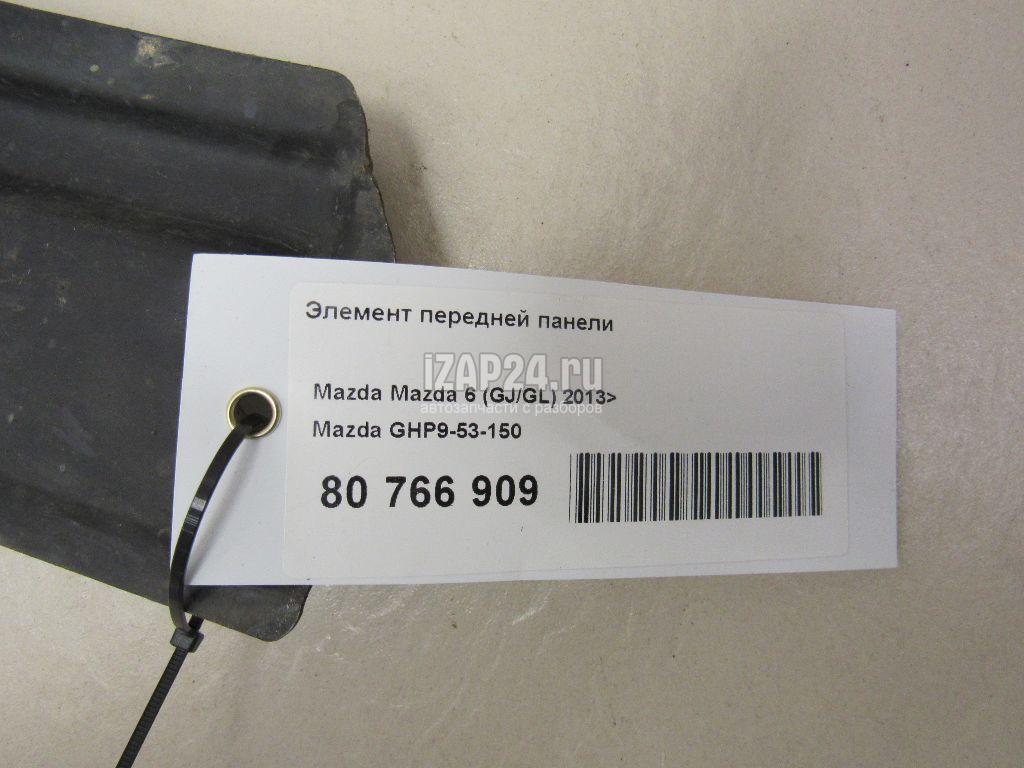 Элемент передней панели
iZAP24.ru
Mazda Mazda 6 (GJ/GL) 2013>
автозапчасти с разборов
Mazda GHP9-53-150
80 766 909